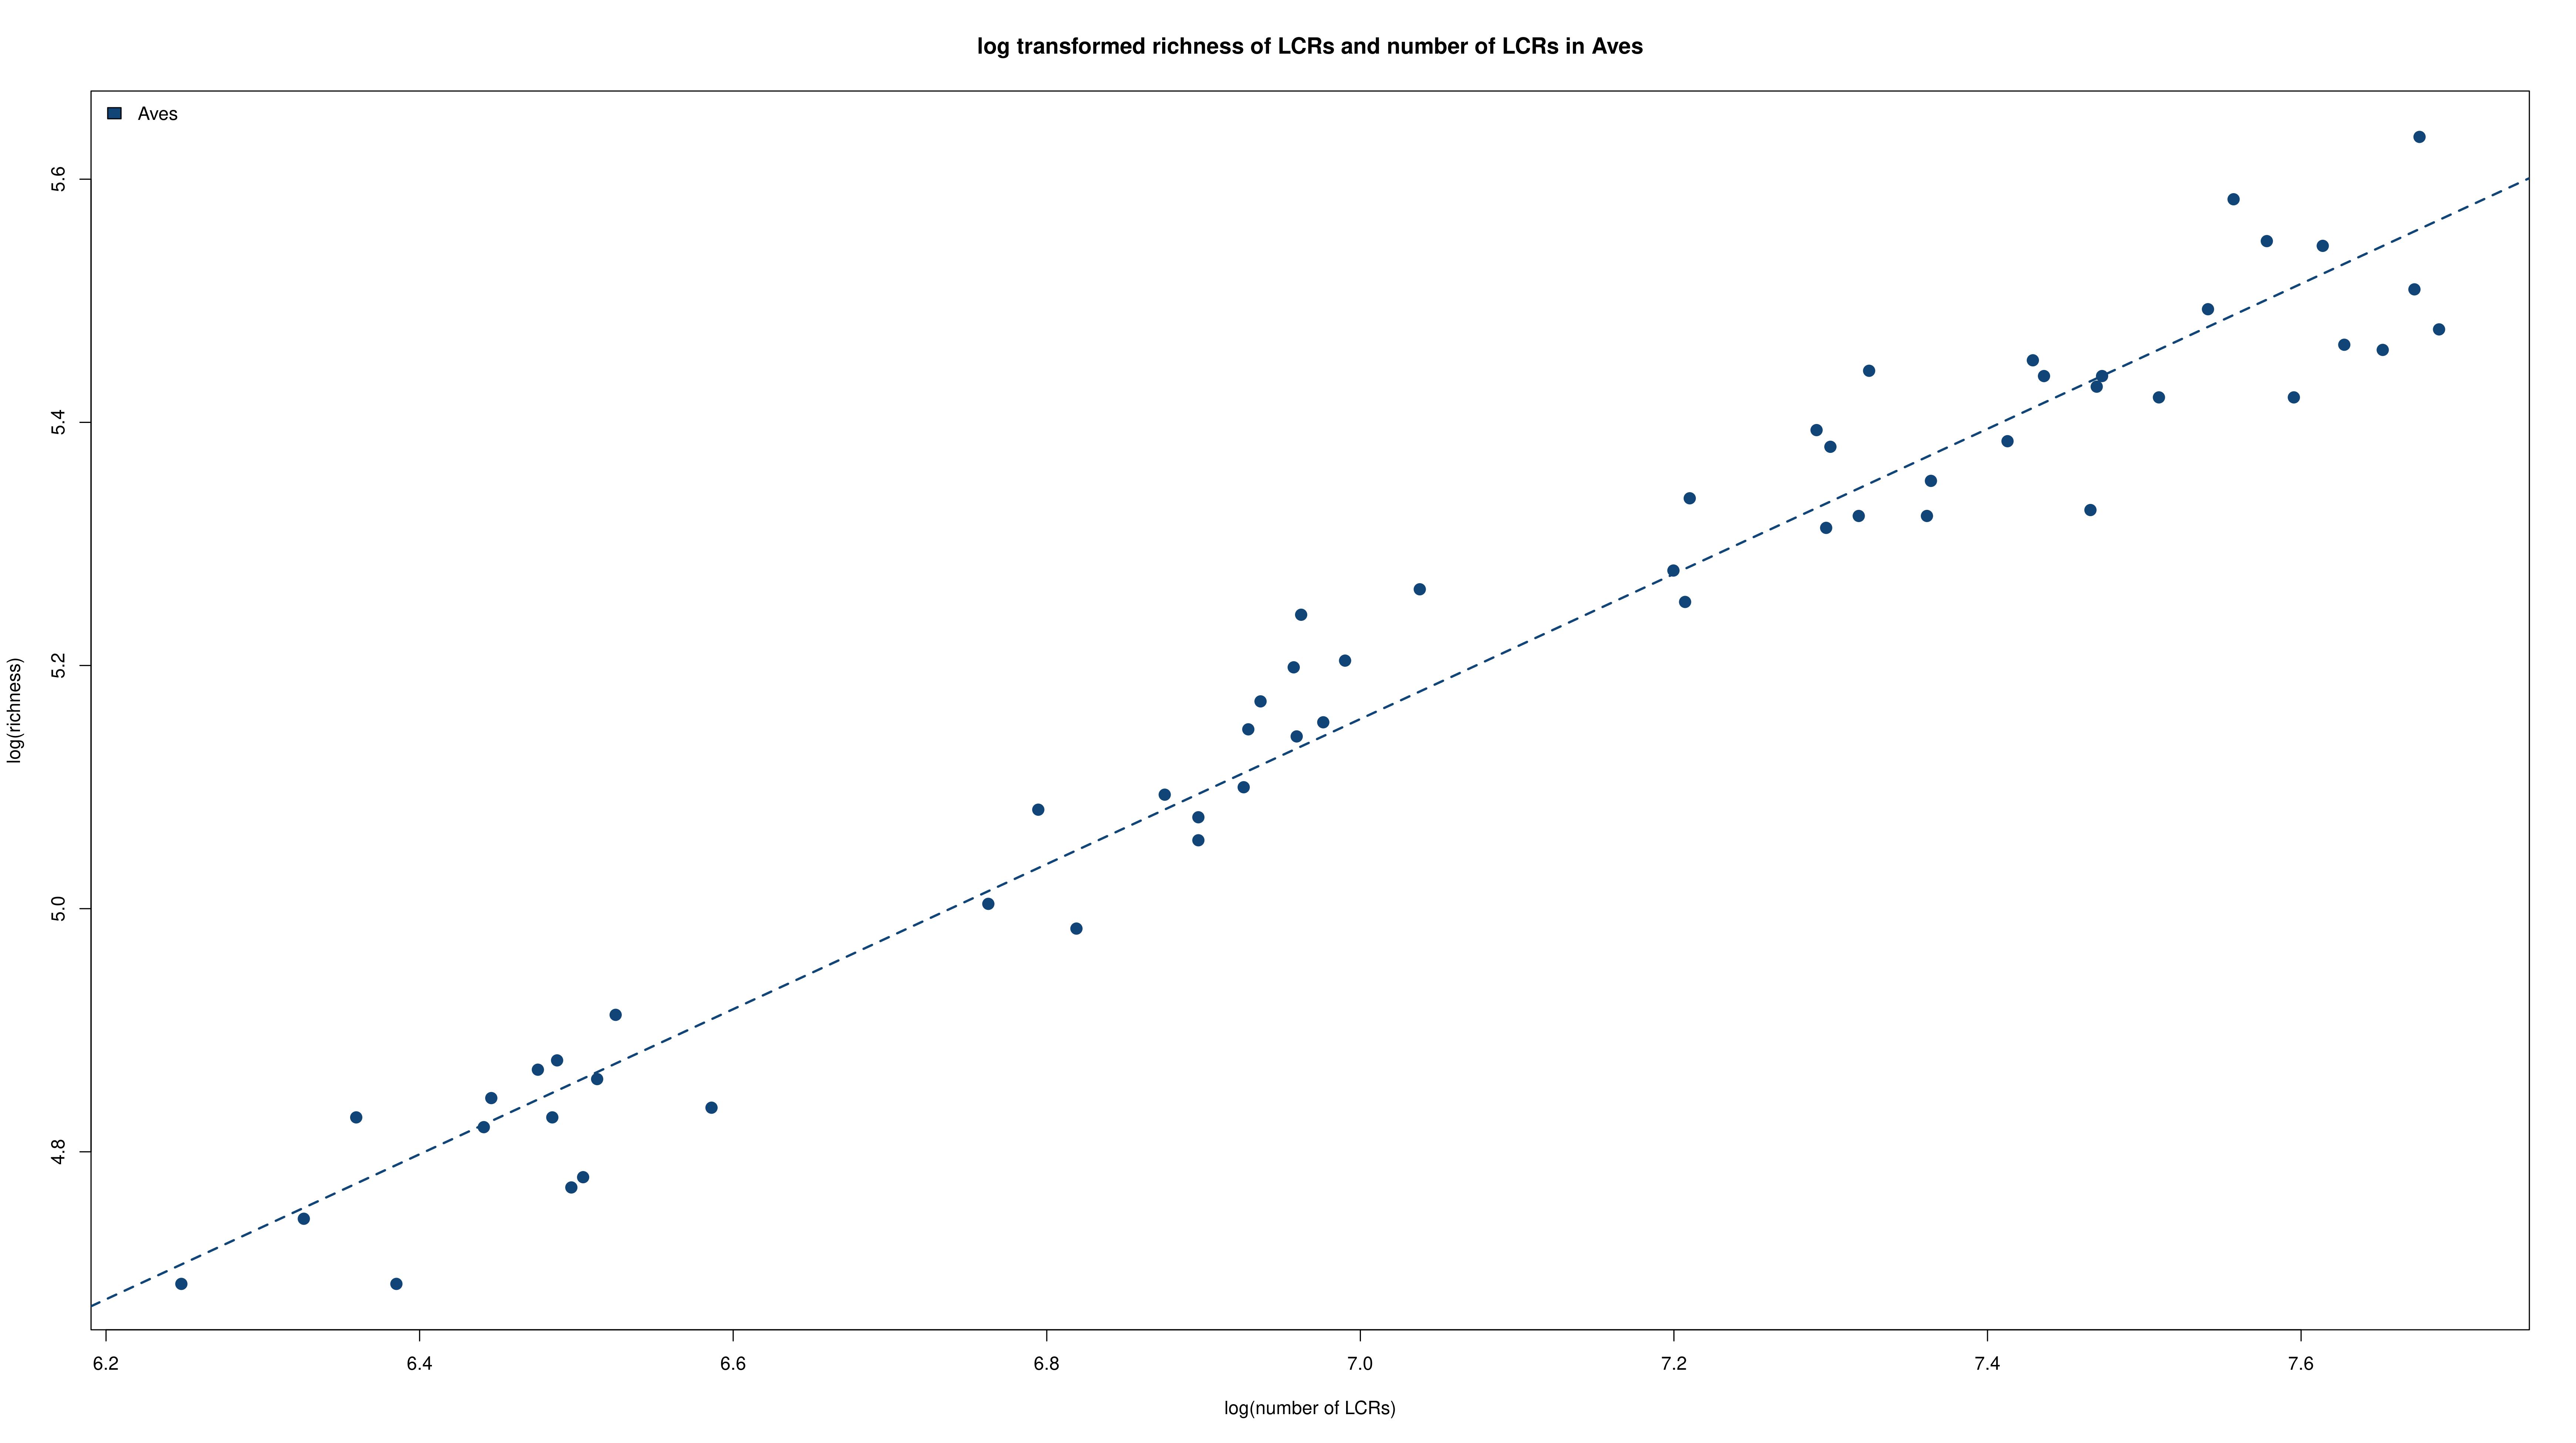 log transformed richness of LCRs and number of LCRs in Aves
Aves
5.6
5.4
5.2
5.0
4.8
log(richness)
6.2 6.4 6.6 6.8 7.0 7.2 7.4 7.6
log(number of LCRs)